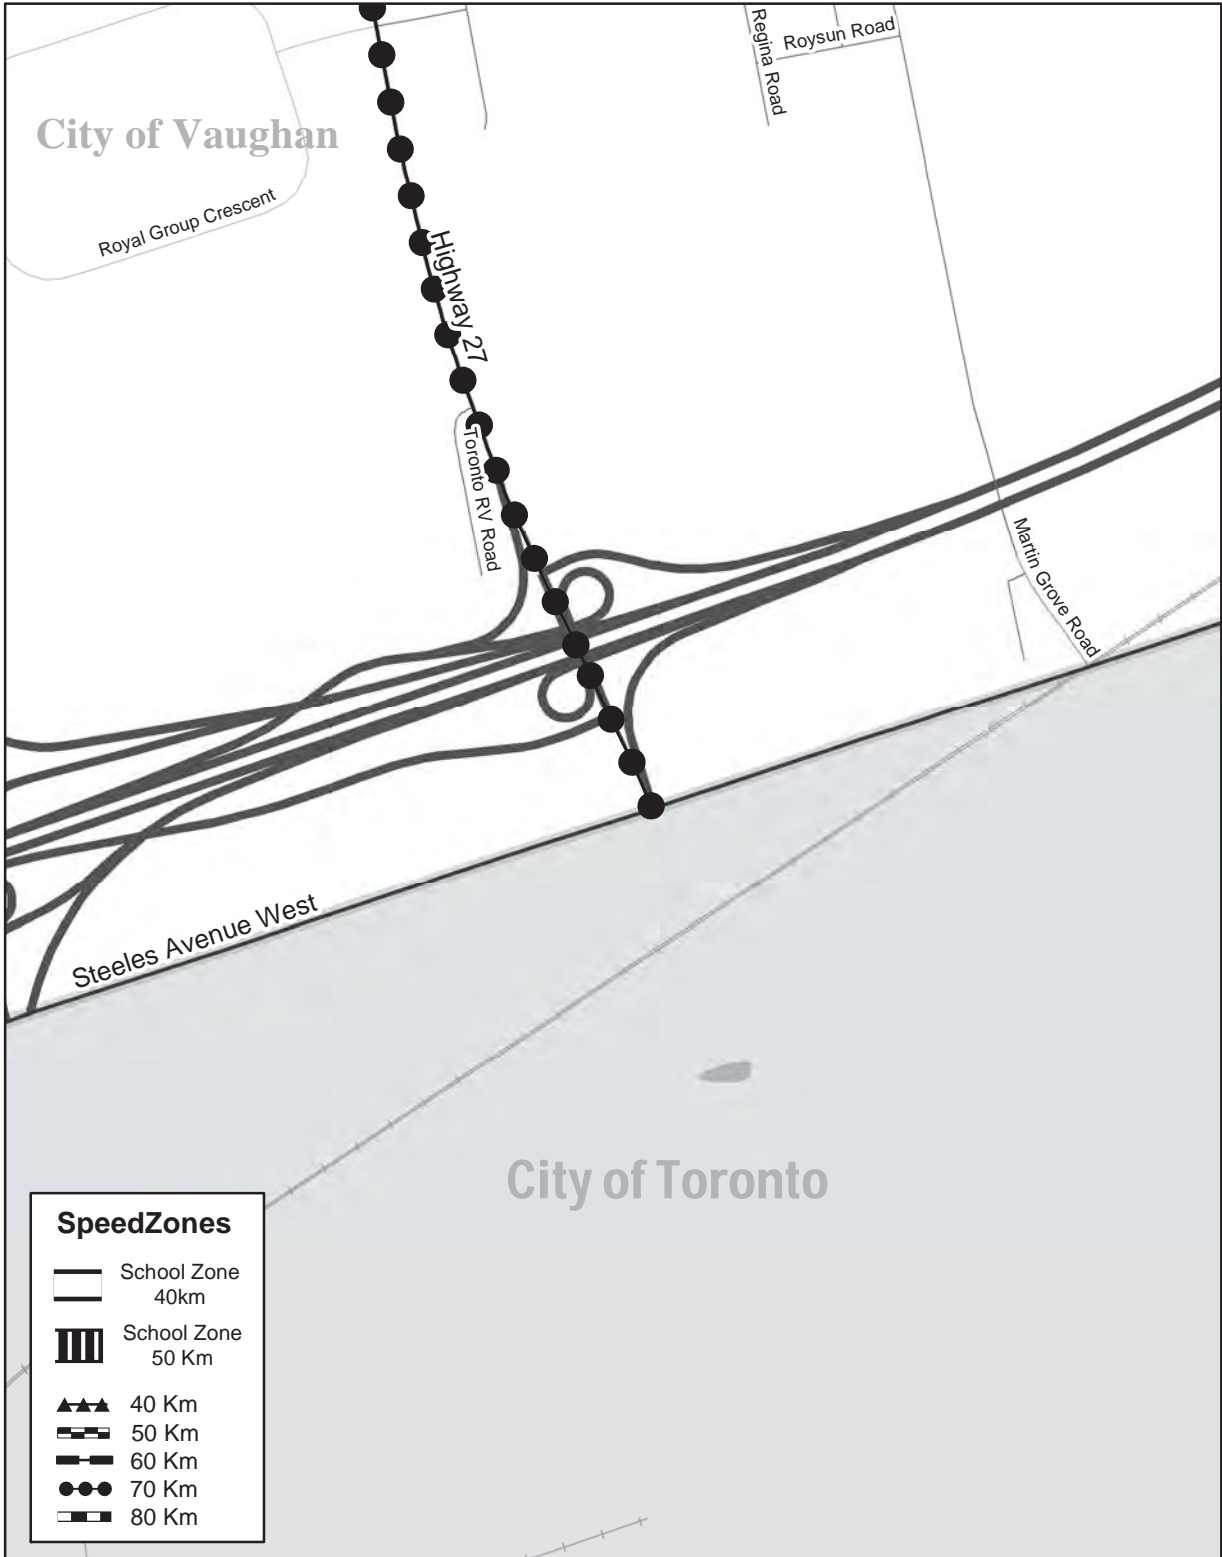 Regina Road
Roysun Road
City of Vaughan
Royal Group Crescent
Highway 27
Toronto RV Road
Martin Grove Road
Steeles Avenue West
City of Toronto
SpeedZones
School Zone
40km
School Zone
50 Km
40 Km
50 Km
60 Km
70 Km
80 Km